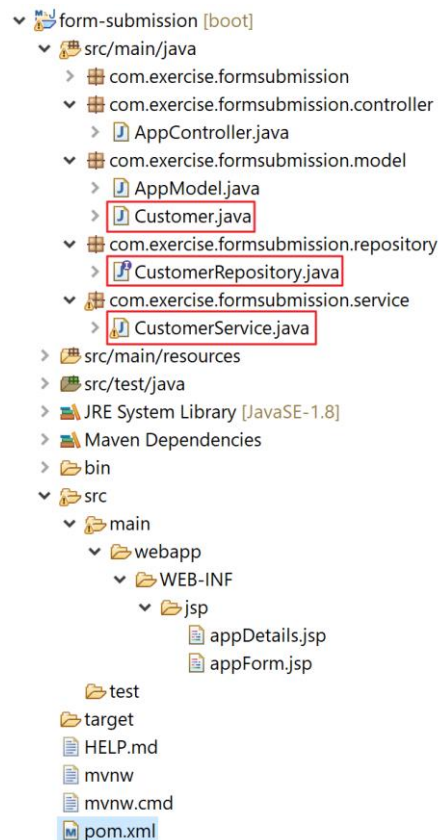 form-submission [boot]
src/main/java
com.exercise.formsubmission
com.exercise.formsubmission.controller
AppController.java
com.exercise.formsubmission.model
AppModel.java
Customer.java
com.exercise.formsubmission.repository
CustomerRepository.java
com.exercise.formsubmission.service
CustomerService.java
src/main/resources
src/test/java
JRE System Library [JavaSE-1.8]
Maven Dependencies
bin
src
main
webapp
WEB-INF
jsp
appDetails.jsp
appForm.jsp
test
target
HELP.md
mvnw
mvnw.cmd
pom.xml